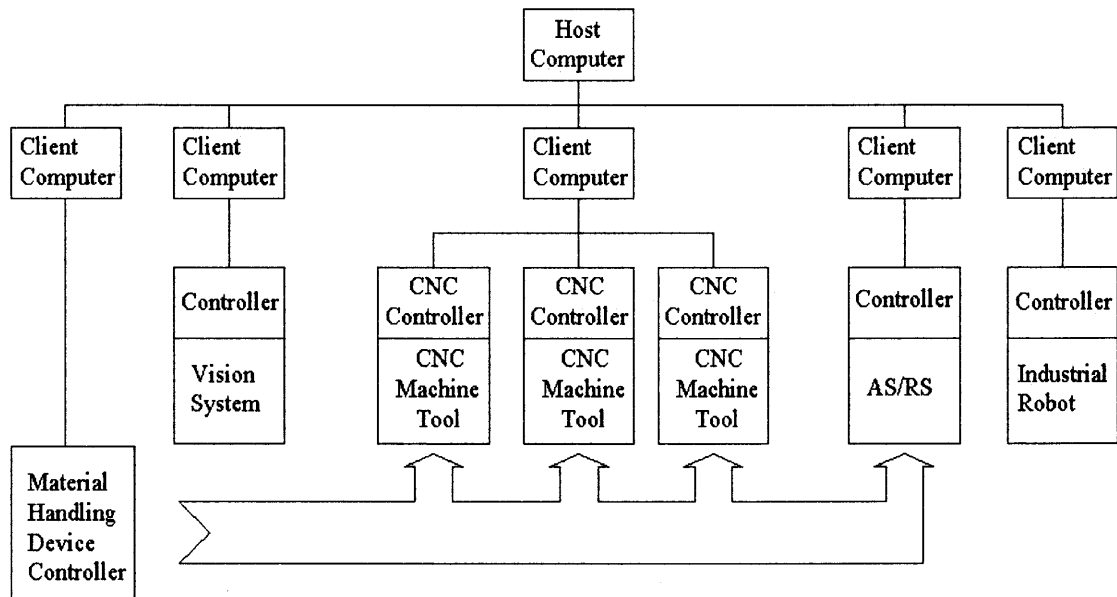 Host
Computer
Client
Computer
Client
Computer
Client
Computer
Client
Computer
Client
Computer
Controller
Vision
System
CNC
Controller
CNC
Machine
Tool
CNC
Controller
CNC
Machine
Tool
CNC
Controller
CNC
Machine
Tool
Controller
AS/RS
Controller
Industrial
Robot
Material
Handling
Device
Controller